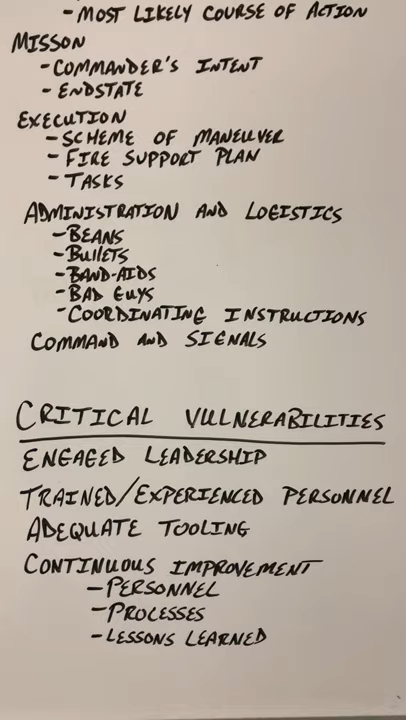 - MOST LIKELY COURSE OF ACTION
MISSON
- COMMANDER'S INTENT
- ENDSTATE
EXECUTION
- SCHEME OF MANEUVER
- FIRE SUPPORT PLAN
- TASKS
ADMINISTRATION AND LOGISTICS
- BEANS
- BULLETS
- BAND-AIDS
- BAD GUYS
- COORDINATING INSTRUCTIONS
COMMAND AND SIGNALS
CRITICAL VULNERABILITIES
ENGAGED LEADERSHIP
TRAINED/EXPERIENCED PERSONNEL
ADEQUATE TOOLING
CONTINUOUS IMPROVEMENT
- PERSONNEL
- PROCESSES
- LESSONS LEARNED